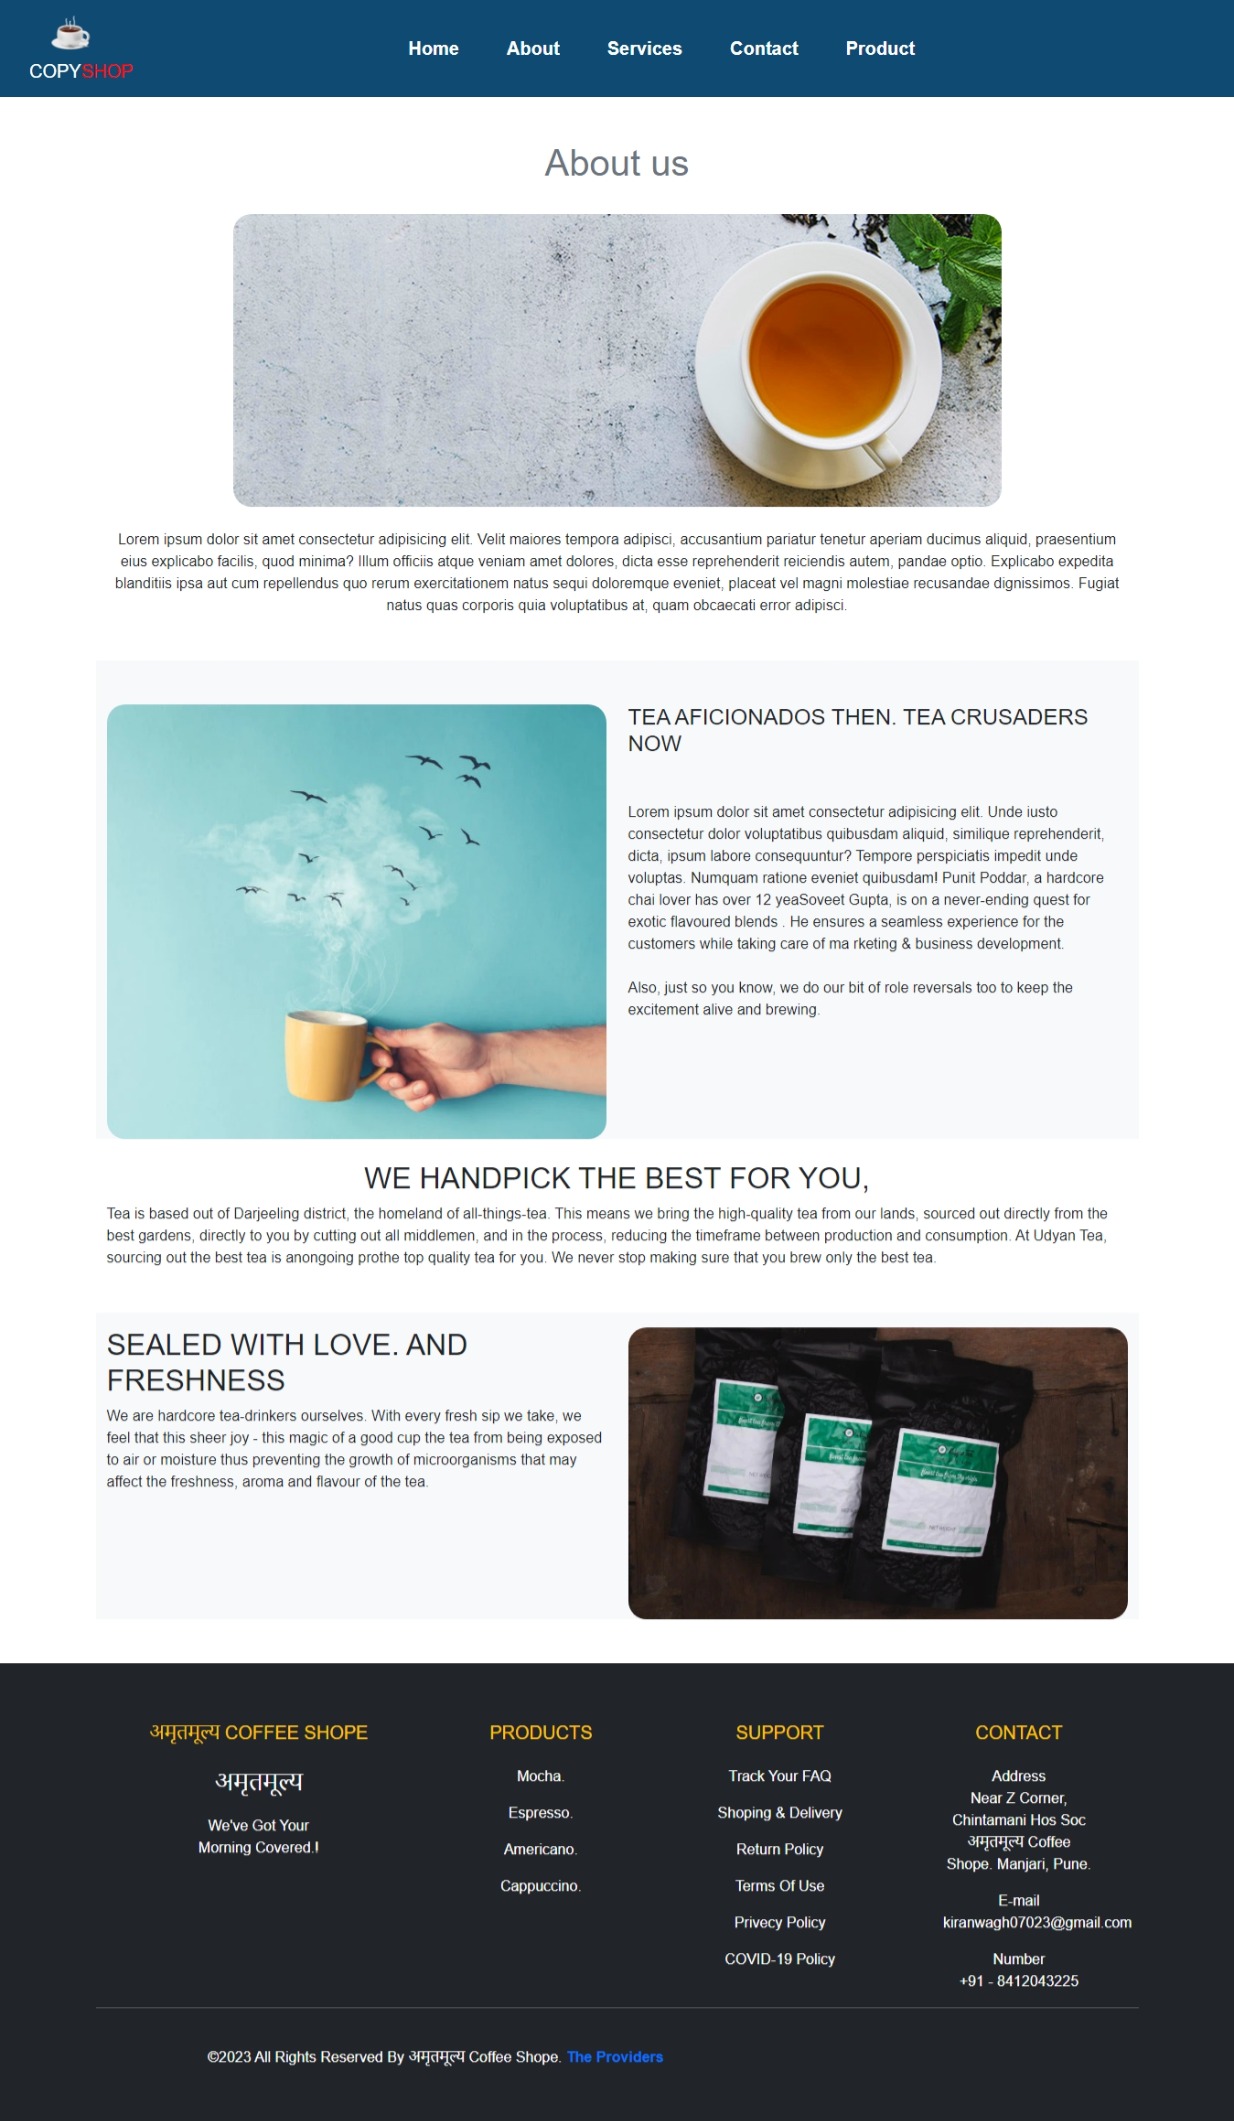 COPYSHOP
Home About Services Contact Product
About us
Lorem ipsum dolor sit amet consectetur adipisicing elit. Velit maiores tempora adipisci, accusantium pariatur tenetur aperiam ducimus aliquid, praesentium
eius explicabo facilis, quod minima? Illum officiis atque veniam amet dolores, dicta esse reprehenderit reiciendis autem, pandae optio. Explicabo expedita
blanditiis ipsa aut cum repellendus quo rerum exercitationem natus sequi doloremque eveniet, placeat vel magni molestiae recusandae dignissimos. Fugiat
natus quas corporis quia voluptatibus at, quam obcaecati error adipisci.
TEA AFICIONADOS THEN. TEA CRUSADERS
NOW
Lorem ipsum dolor sit amet consectetur adipisicing elit. Unde iusto
consectetur dolor voluptatibus quibusdam aliquid, similique reprehenderit,
dicta, ipsum labore consequuntur? Tempore perspiciatis impedit unde
voluptas. Numquam ratione eveniet quibusdam! Punit Poddar, a hardcore
chai lover has over 12 yeaSoveet Gupta, is on a never-ending quest for
exotic flavoured blends . He ensures a seamless experience for the
customers while taking care of ma rketing & business development.
Also, just so you know, we do our bit of role reversals too to keep the
excitement alive and brewing.
WE HANDPICK THE BEST FOR YOU,
Tea is based out of Darjeeling district, the homeland of all-things-tea. This means we bring the high-quality tea from our lands, sourced out directly from the
best gardens, directly to you by cutting out all middlemen, and in the process, reducing the timeframe between production and consumption. At Udyan Tea,
sourcing out the best tea is anongoing prothe top quality tea for you. We never stop making sure that you brew only the best tea.
SEALED WITH LOVE. AND
FRESHNESS
We are hardcore tea-drinkers ourselves. With every fresh sip we take, we
feel that this sheer joy - this magic of a good cup the tea from being exposed
to air or moisture thus preventing the growth of microorganisms that may
affect the freshness, aroma and flavour of the tea.
अमृतमूल्य COFFEE SHOPE
अमृतमूल्य
We've Got Your
Morning Covered.!
PRODUCTS
Mocha.
Espresso.
Americano.
Cappuccino.
SUPPORT
Track Your FAQ
Shoping & Delivery
Return Policy
Terms Of Use
Privecy Policy
COVID-19 Policy
CONTACT
Address
Near Z Corner,
Chintamani Hos Soc
अमृतमूल्य Coffee
Shope. Manjari, Pune.
E-mail
kiranwagh07023@gmail.com
Number
+91 - 8412043225
©2023 All Rights Reserved By अमृतमूल्य Coffee Shope. The Providers